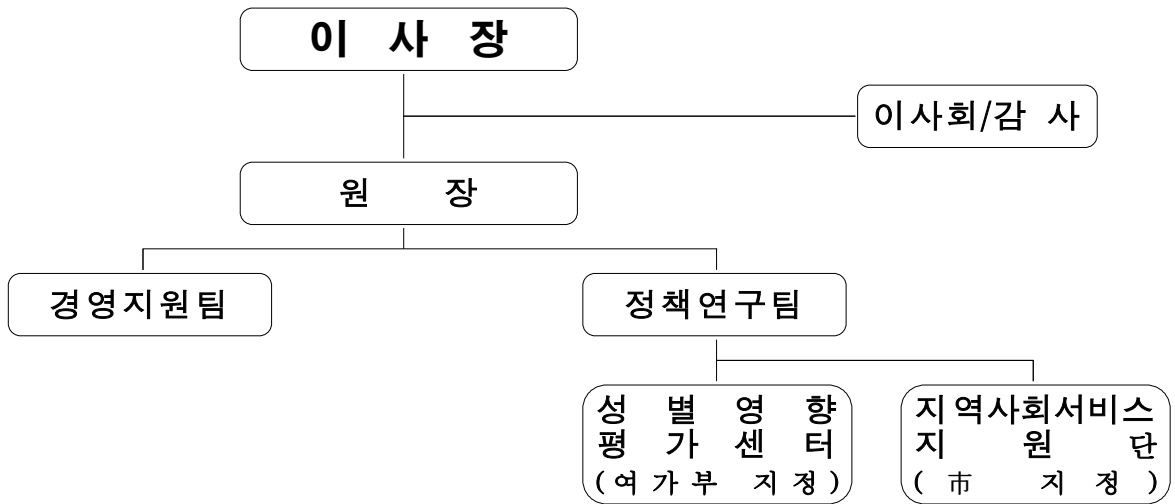 이 사 장
이사회/감 사
원 장
경영지원팀
정책연구팀
성 별 영 향
평 가 센 터
(여가부 지정)
지역사회서비스
지 원 단
( 市 지 정 )